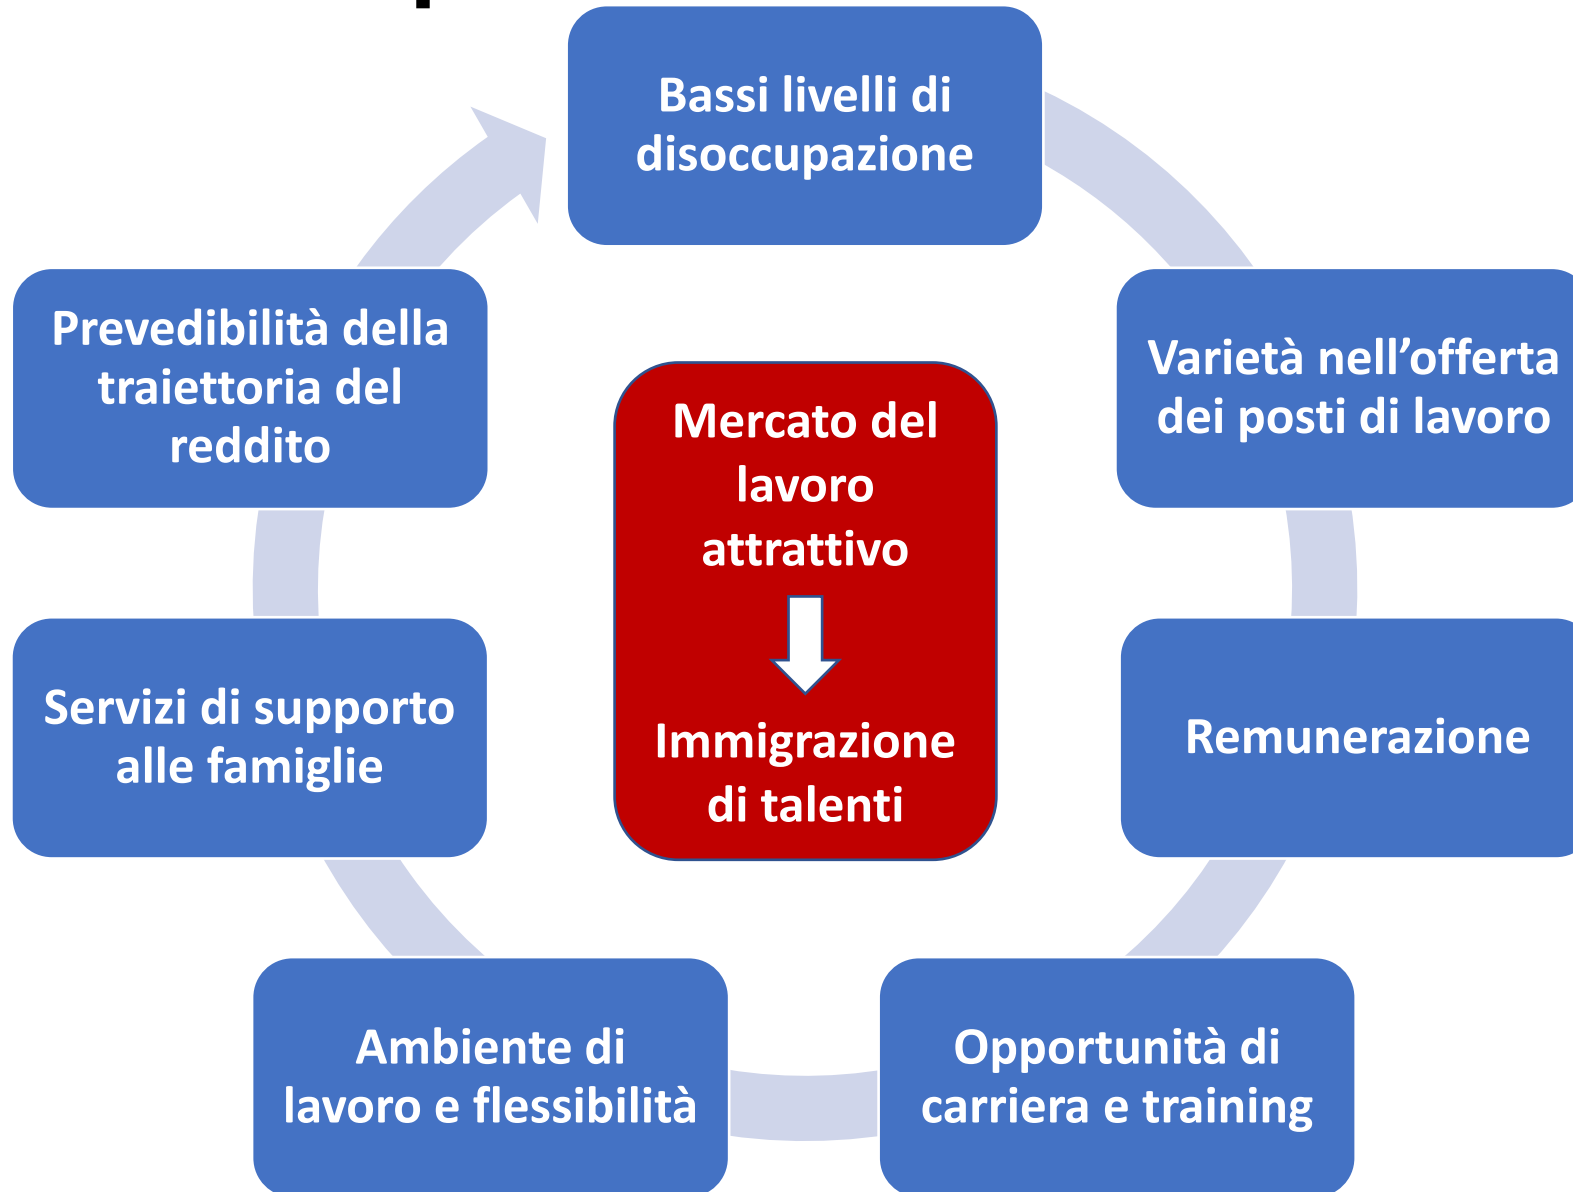 Bassi livelli di
disoccupazione
Varietà nell’offerta
dei posti di lavoro
Remunerazione
Opportunità di
carriera e training
Ambiente di
lavoro e flessibilità
Servizi di supporto
alle famiglie
Prevedibilità della
traiettoria del
reddito
Mercato del
lavoro
attrattivo
Immigrazione
di talenti